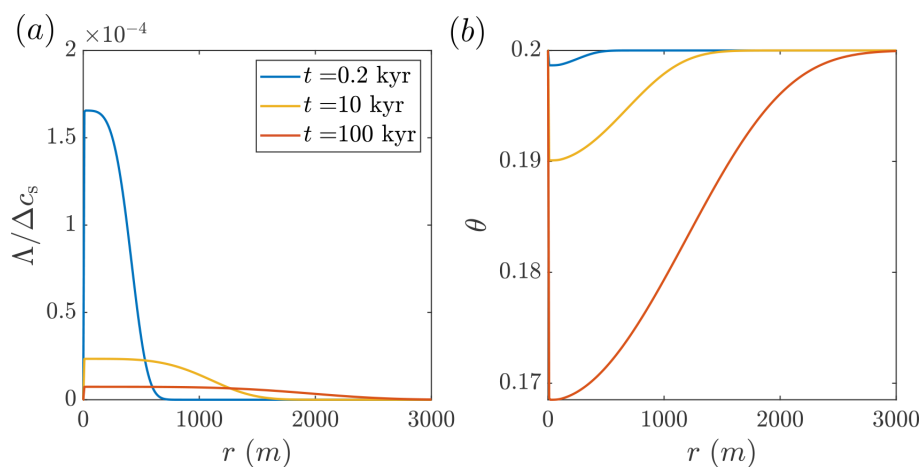 (a)
×10⁻⁴
2
1.5
1
0.5
0
Λ/Δcₛ
t =0.2 kyr
t =10 kyr
t =100 kyr
0 1000 2000 3000
r (m)
(b)
0.2
0.19
0.18
0.17
θ
0 1000 2000 3000
r (m)